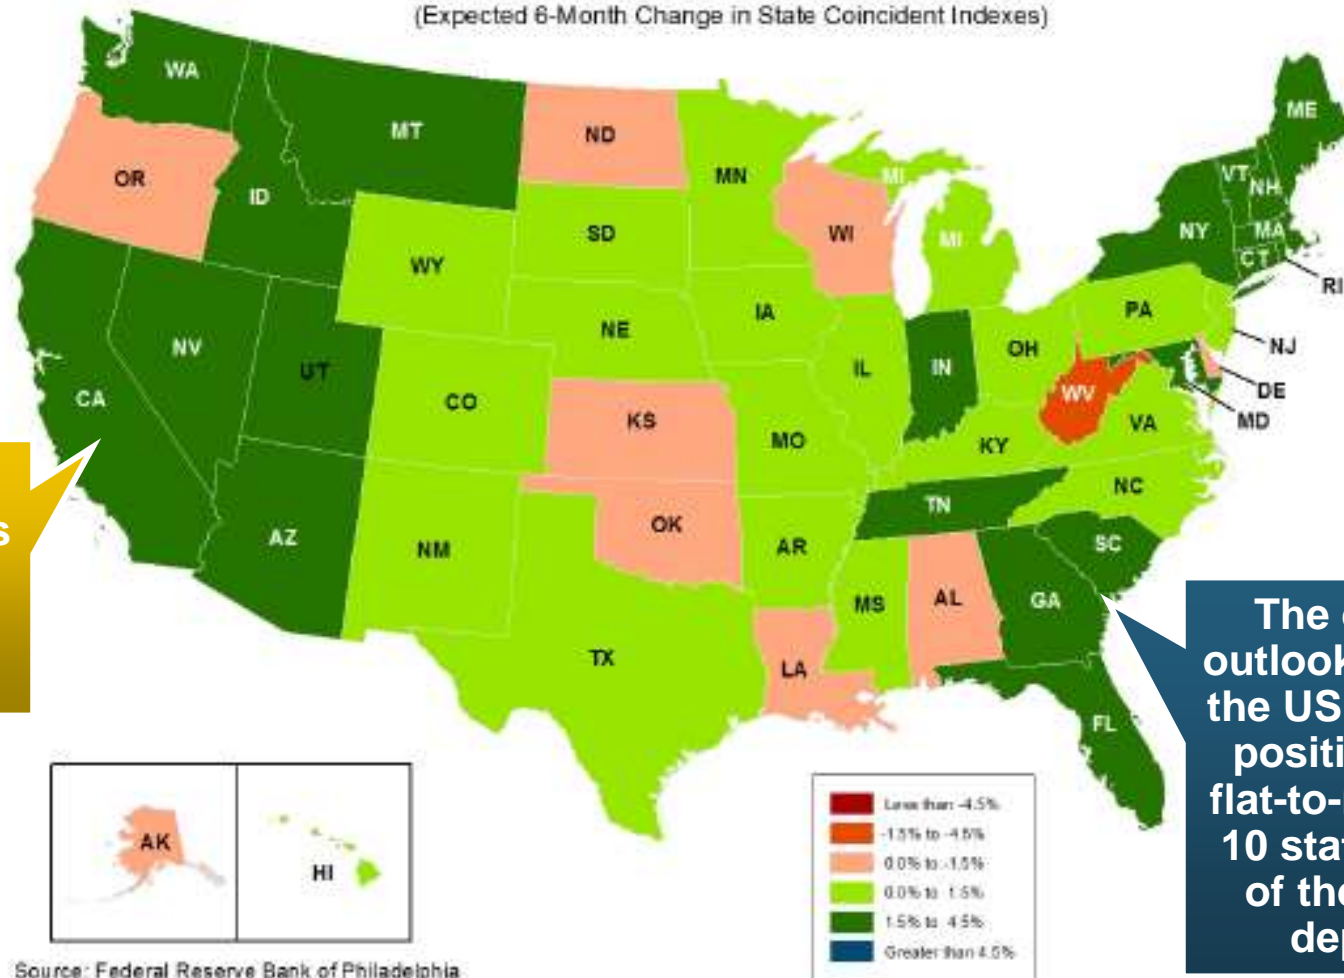 (Expected 6-Month Change in State Coincident Indexes)
WA
MT
ND
ME
OR
ID
MN
MI
VT
NH
SD
WI
MI
NY
MA
CT
WY
RI
IA
PA
NE
NV
OH
NJ
UT
IL
IN
CA
CO
WV
DE
KS
MO
VA
MD
KY
NC
TN
AZ
NM
OK
AR
SC
s
MS
AL
GA
The
outlook
the US
positi
flat-to-
10 stat
of the
de
TX
LA
FL
AK
HI
Less than -4.5%
-1.5% to -4.5%
0.0% to -1.5%
0.0% to 1.5%
1.5% to 4.5%
Greater than 4.5%
Source: Federal Reserve Bank of Philadelphia